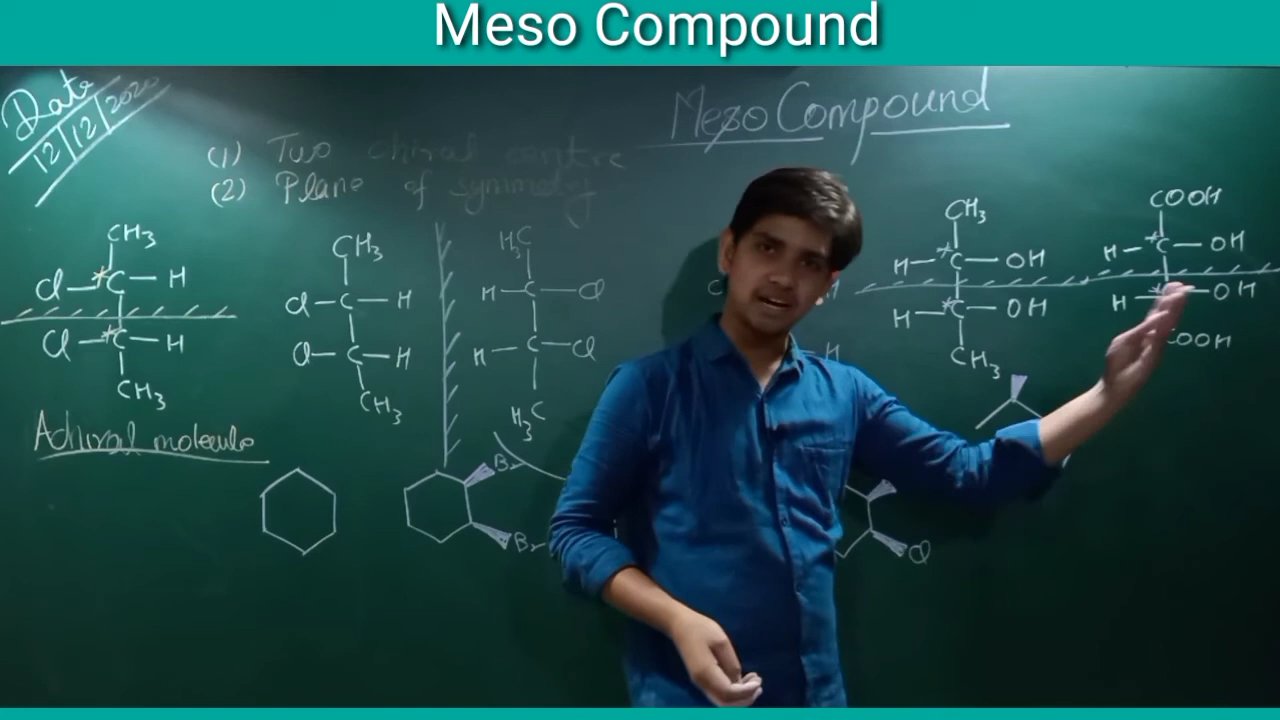 Meso Compound
Date
12/12/2020
Meso Compound
(1) Two chiral centre
(2) Plane of symmetry
CH3
Cl—*C—H
Cl—*C—H
CH3
Achiral molecule
CH3
Cl—C—H
Cl—C—H
CH3
H3C
H—C—Cl
H—C—Cl
H3C
Br
Br
C
H
H
CH3
H—*C—OH
H—*C—OH
CH3
COOH
H—*C—OH
H—*—OH
COOH
Cl